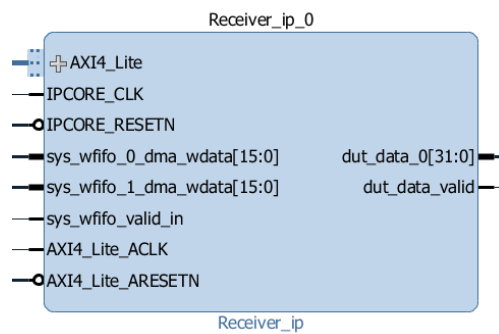 Receiver_ip_0
AXI4_Lite
IPCORE_CLK
IPCORE_RESETN
sys_wfifo_0_dma_wdata[15:0]
dut_data_0[31:0]
sys_wfifo_1_dma_wdata[15:0]
dut_data_valid
sys_wfifo_valid_in
AXI4_Lite_ACLK
AXI4_Lite_ARESETN
Receiver_ip